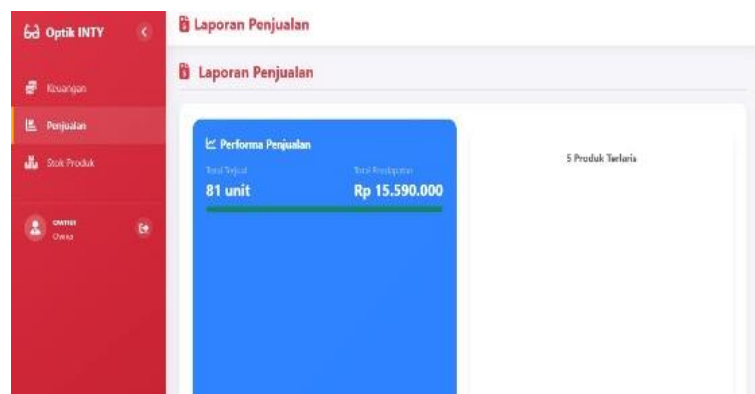 Optik INTY
Keuangan
Penjualan
Stok Produk
owner
Owner
Laporan Penjualan
Laporan Penjualan
Performa Penjualan
Total Terjual
Total Pendapatan
81 unit
Rp 15.590.000
5 Produk Terlaris